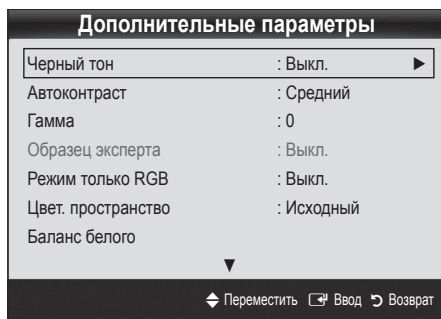 Дополнительные параметры
Черный тон : Выкл. ►
Автоконтраст : Средний
Гамма : 0
Образец эксперта : Выкл.
Режим только RGB : Выкл.
Цвет. пространство : Исходный
Баланс белого
▼
Переместить Ввод Возврат